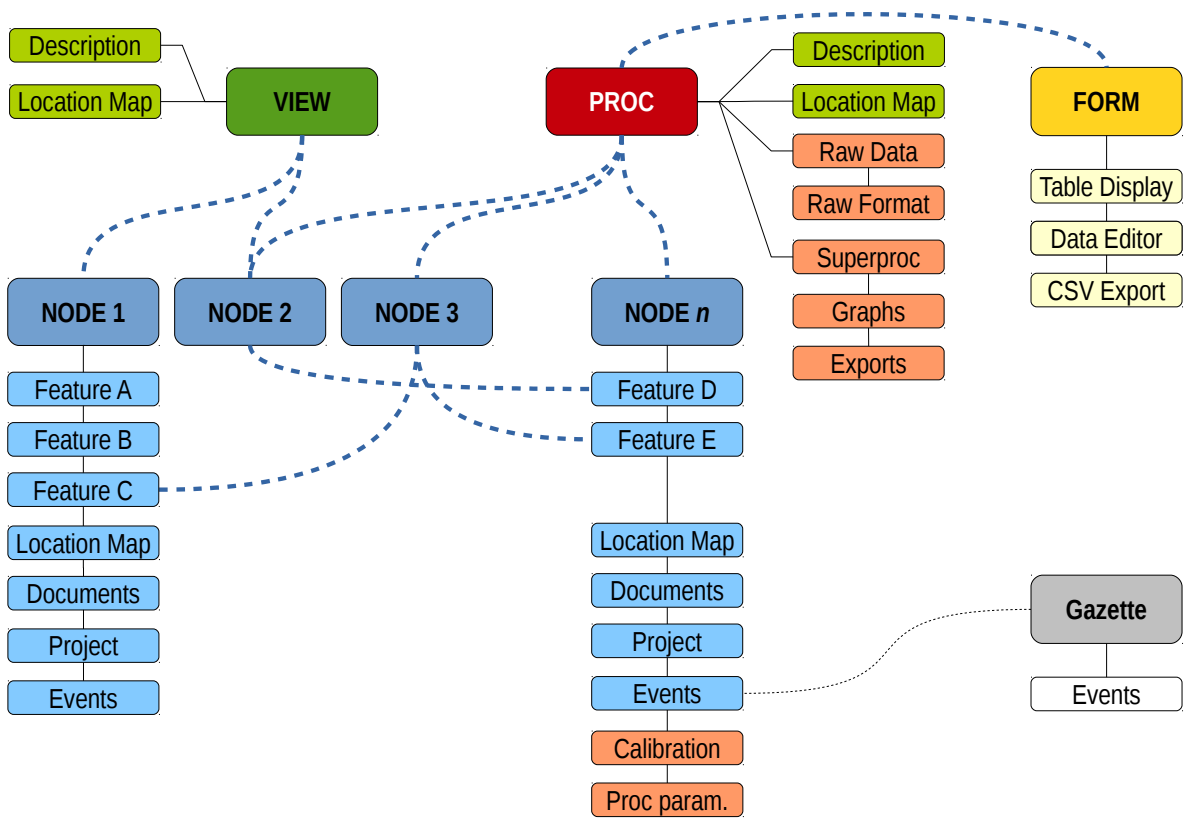 Description
Location Map
VIEW
PROC
Description
Location Map
Raw Data
Raw Format
Superproc
Graphs
Exports
FORM
Table Display
Data Editor
CSV Export
NODE 1
NODE 2
NODE 3
NODE n
Feature A
Feature B
Feature C
Location Map
Documents
Project
Events
Feature D
Feature E
Location Map
Documents
Project
Events
Calibration
Proc param.
Gazette
Events